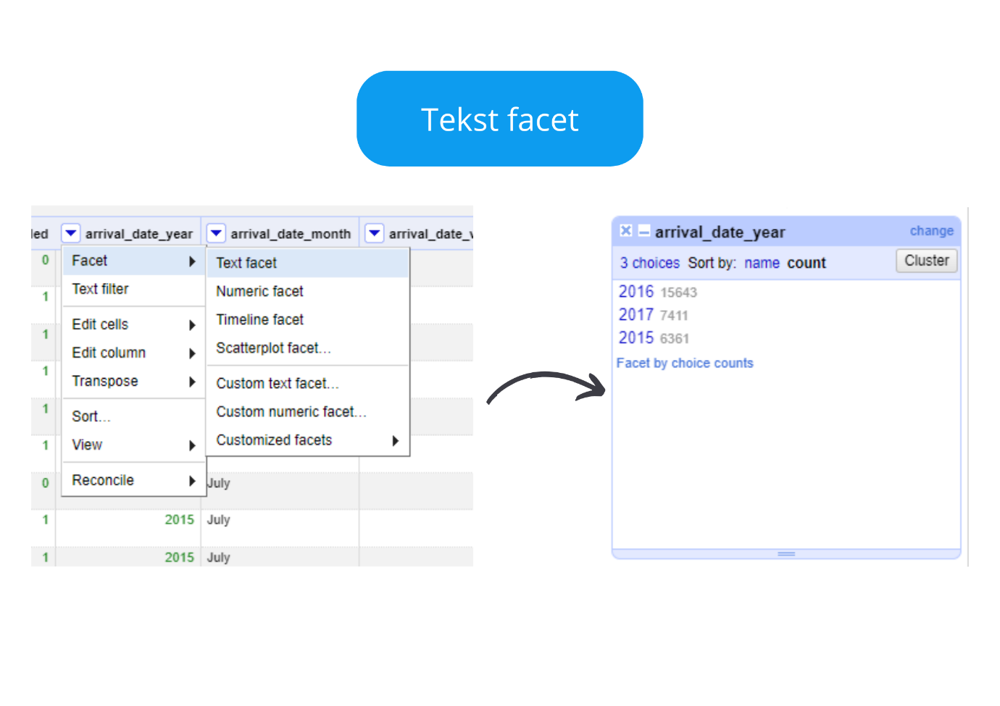 Tekst facet
arrival_date_year arrival_date_month
0
1
1
1
1
1
0 July
1 2015 July
1 2015 July
Facet
Text filter
Edit cells
Edit column
Transpose
Sort...
View
Reconcile
Text facet
Numeric facet
Timeline facet
Scatterplot facet...
Custom text facet...
Custom numeric facet...
Customized facets
arrival_date_year change
3 choices Sort by: name count Cluster
2016 15643
2017 7411
2015 6361
Facet by choice counts